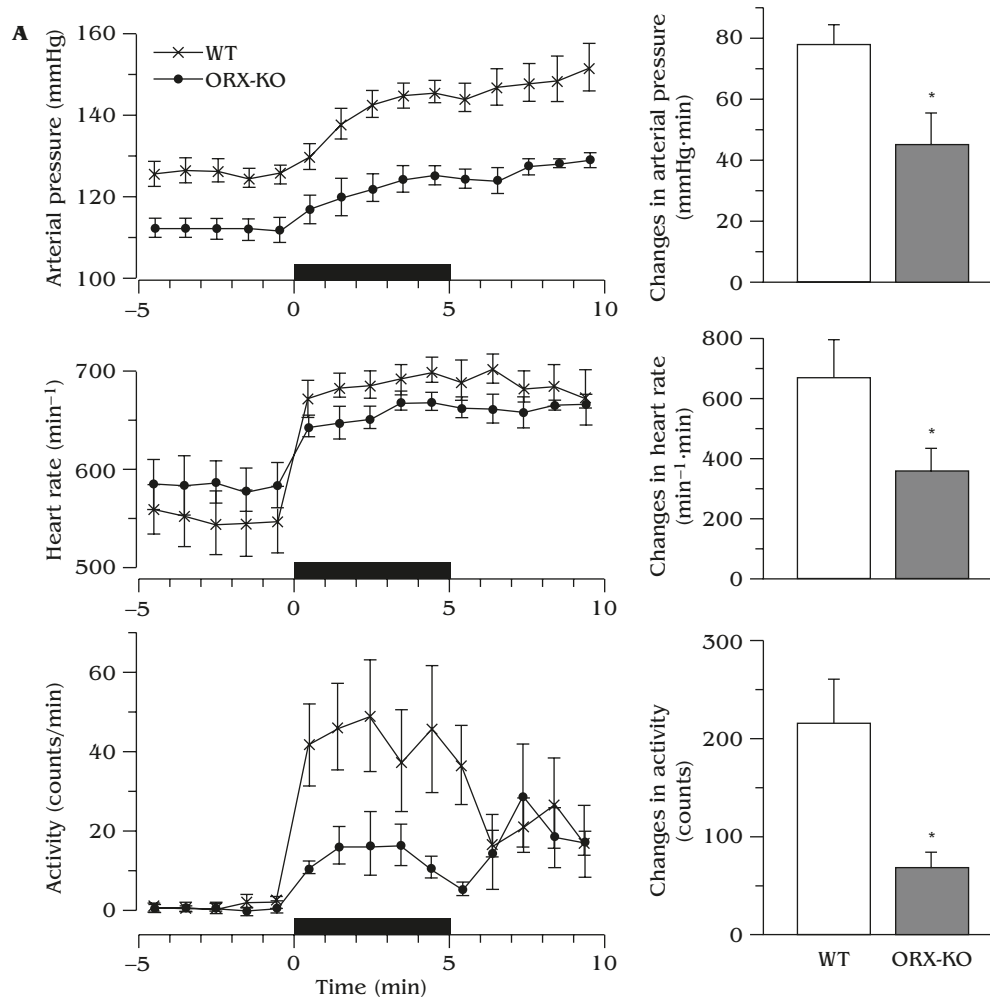 A
Arterial pressure (mmHg)
160
140
120
100
WT
ORX-KO
–5 0 5 10
Changes in arterial pressure
(mmHg·min)
80
60
40
20
0
*
Heart rate (min⁻¹)
700
600
500
–5 0 5 10
Changes in heart rate
(min⁻¹·min)
800
600
400
200
0
*
Activity (counts/min)
60
40
20
0
–5 0 5 10
Time (min)
Changes in activity
(counts)
300
200
100
0
*
WT ORX-KO